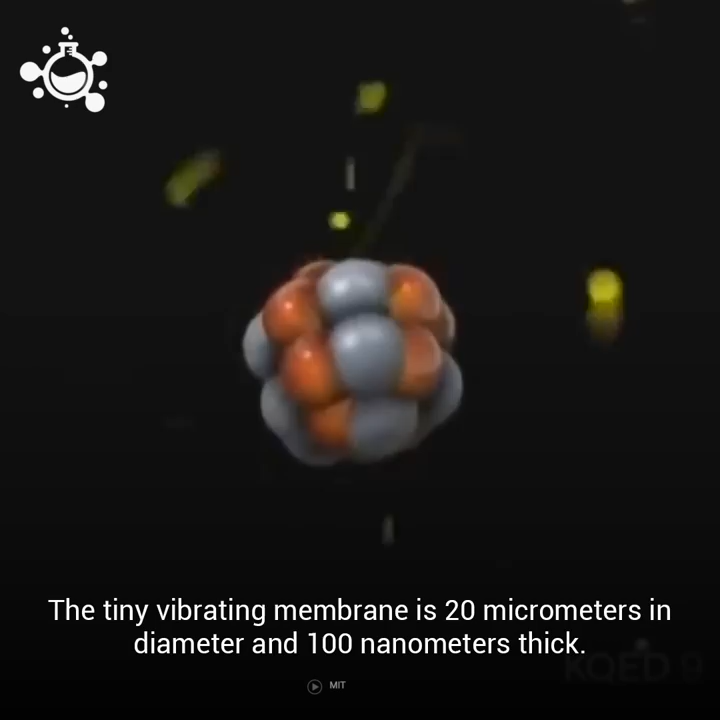 The tiny vibrating membrane is 20 micrometers in
diameter and 100 nanometers thick.
KQED 9
MIT